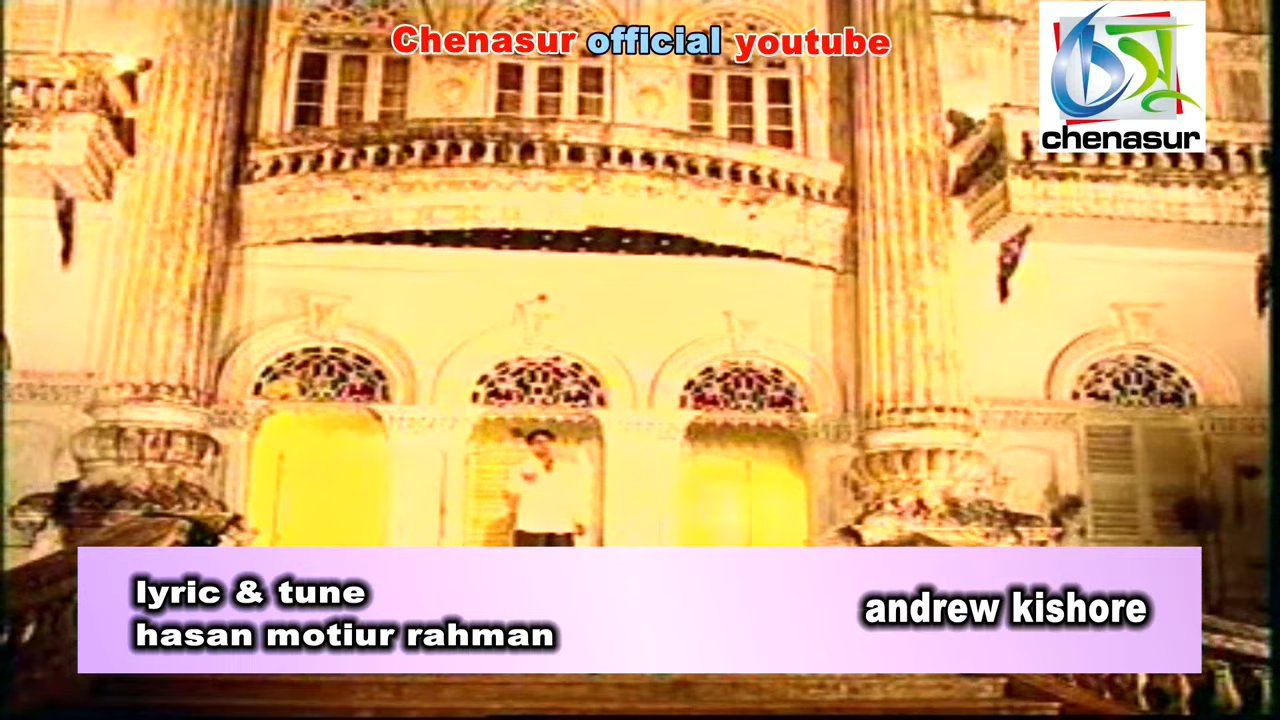 Chenasur official youtube
চেনাসুর
chenasur
lyric & tune
hasan motiur rahman
andrew kishore